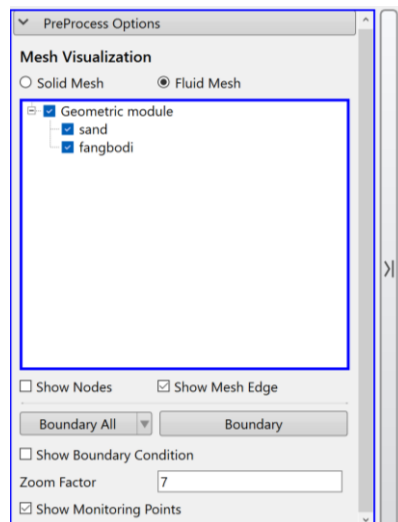 PreProcess Options
Mesh Visualization
Solid Mesh Fluid Mesh
Geometric module
sand
fangbodi
Show Nodes Show Mesh Edge
Boundary All Boundary
Show Boundary Condition
Zoom Factor 7
Show Monitoring Points